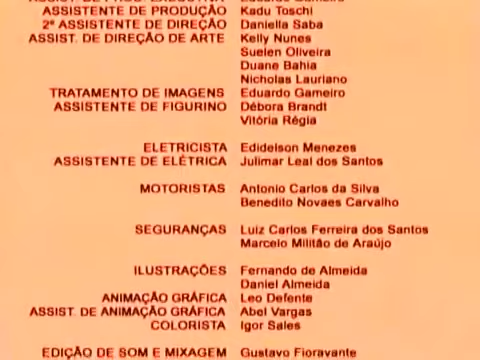 ASSISTENTE DE PRODUÇÃO Kadu Toschi
2ª ASSISTENTE DE DIREÇÃO Daniella Saba
ASSIST. DE DIREÇÃO DE ARTE Kelly Nunes
Suelen Oliveira
Duane Bahia
Nicholas Lauriano
TRATAMENTO DE IMAGENS Eduardo Gameiro
ASSISTENTE DE FIGURINO Débora Brandt
Vitória Régia
ELETRICISTA Edidelson Menezes
ASSISTENTE DE ELÉTRICA Julimar Leal dos Santos
MOTORISTAS Antonio Carlos da Silva
Benedito Novaes Carvalho
SEGURANÇAS Luiz Carlos Ferreira dos Santos
Marcelo Militão de Araújo
ILUSTRAÇÕES Fernando de Almeida
Daniel Almeida
ANIMAÇÃO GRÁFICA Leo Defente
ASSIST. DE ANIMAÇÃO GRÁFICA Abel Vargas
COLORISTA Igor Sales
EDIÇÃO DE SOM E MIXAGEM Gustavo Fioravante